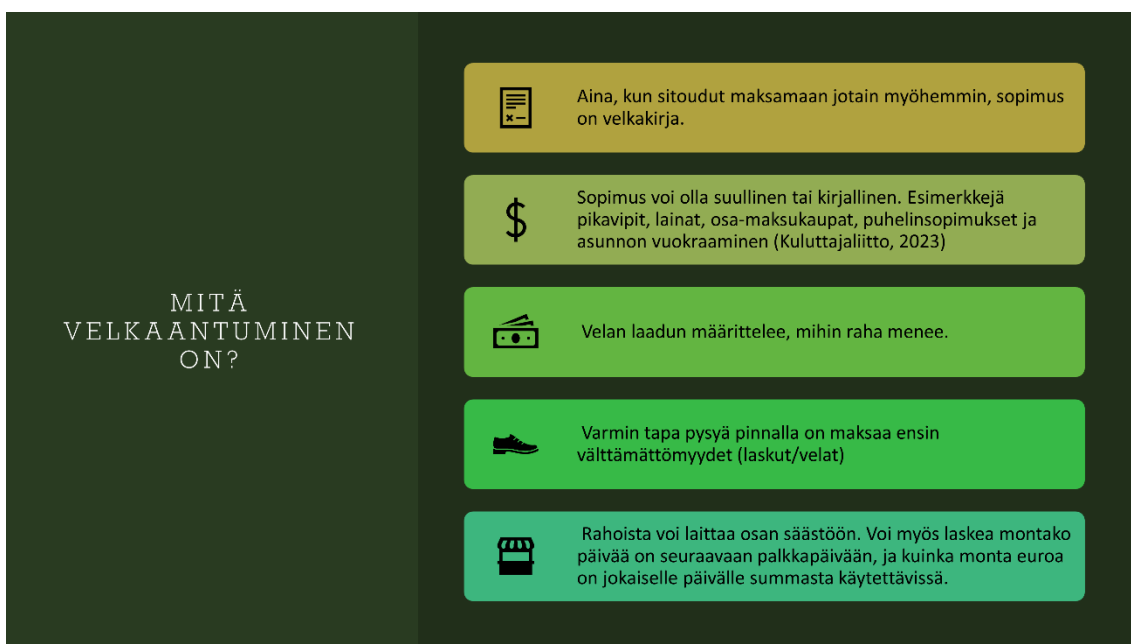 MITÄ
VELKAANTUMINEN
ON?
Aina, kun sitoudut maksamaan jotain myöhemmin, sopimus
on velkakirja.
Sopimus voi olla suullinen tai kirjallinen. Esimerkkejä
pikavipit, lainat, osa-maksukaupat, puhelinsopimukset ja
asunnon vuokraaminen (Kuluttajaliitto, 2023)
Velan laadun määrittelee, mihin raha menee.
Varmin tapa pysyä pinnalla on maksaa ensin
välttämättömyydet (laskut/velat)
Rahoista voi laittaa osan säästöön. Voi myös laskea montako
päivää on seuraavaan palkkapäivään, ja kuinka monta euroa
on jokaiselle päivälle summasta käytettävissä.